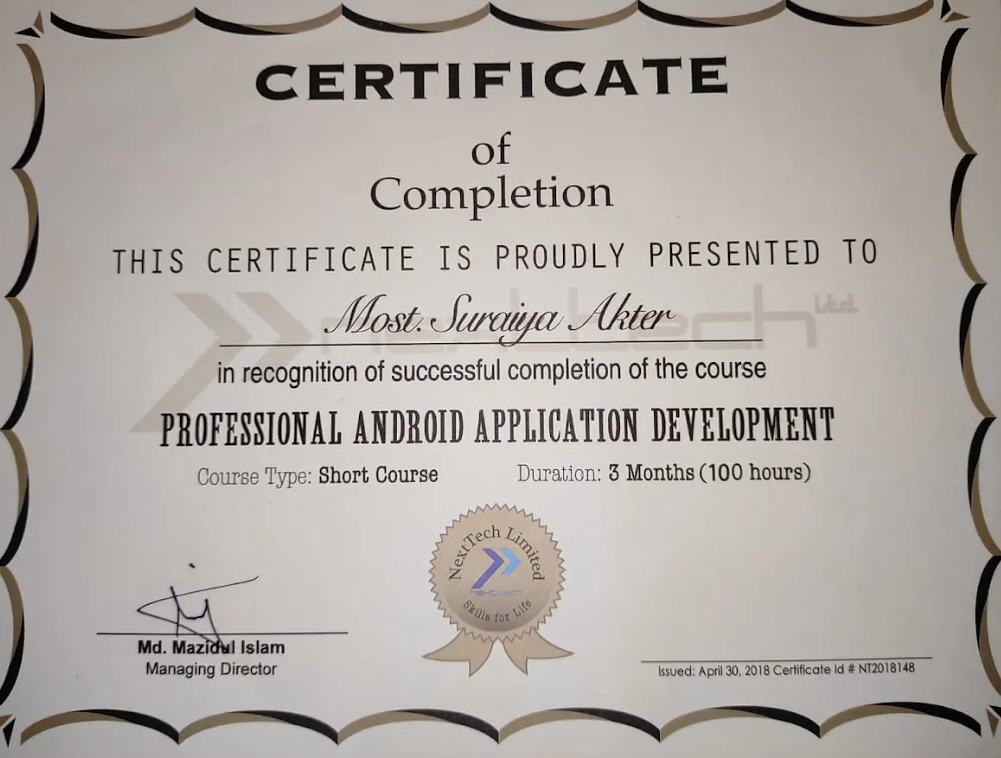 CERTIFICATE
of
Completion
THIS CERTIFICATE IS PROUDLY PRESENTED TO
Most. Suraiya Akter
nexttech Ltd
in recognition of successful completion of the course
PROFESSIONAL ANDROID APPLICATION DEVELOPMENT
Course Type: Short Course Duration: 3 Months (100 hours)
NextTech Limited
nexttech
Skills for Life
Md. Mazidul Islam
Managing Director
Issued: April 30, 2018 Certificate Id # NT2018148